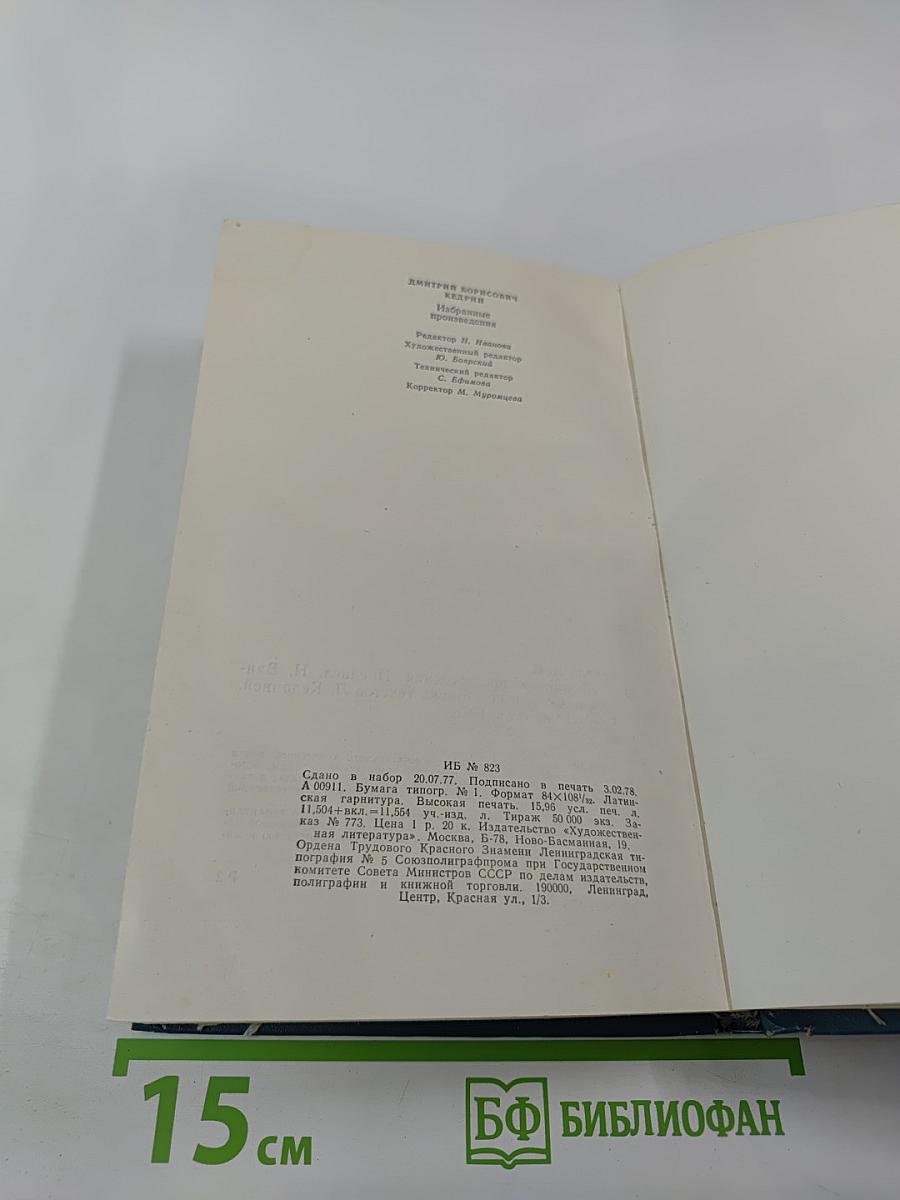 ДМИТРИЙ БОРИСОВИЧ
КЕДРИН
Избранные
произведения
Редактор Н. Иванова
Художественный редактор
Ю. Боярский
Технический редактор
С. Ефимова
Корректор М. Муромцева
ИБ № 823
Сдано в набор 20.07.77. Подписано в печать 3.02.78.
А 00911. Бумага типогр. № 1. Формат 84×108¹/₃₂. Латин-
ская гарнитура. Высокая печать. 15,96 усл. печ. л.
11,504+вкл.=11,554 уч.-изд. л. Тираж 50 000 экз. За-
каз № 773. Цена 1 р. 20 к. Издательство «Художествен-
ная литература». Москва, Б-78, Ново-Басманная, 19.
Ордена Трудового Красного Знамени Ленинградская ти-
пография № 5 Союзполиграфпрома при Государственном
комитете Совета Министров СССР по делам издательств,
полиграфии и книжной торговли. 190000, Ленинград,
Центр, Красная ул., 1/3.
15 см
БФ БИБЛИОФАН